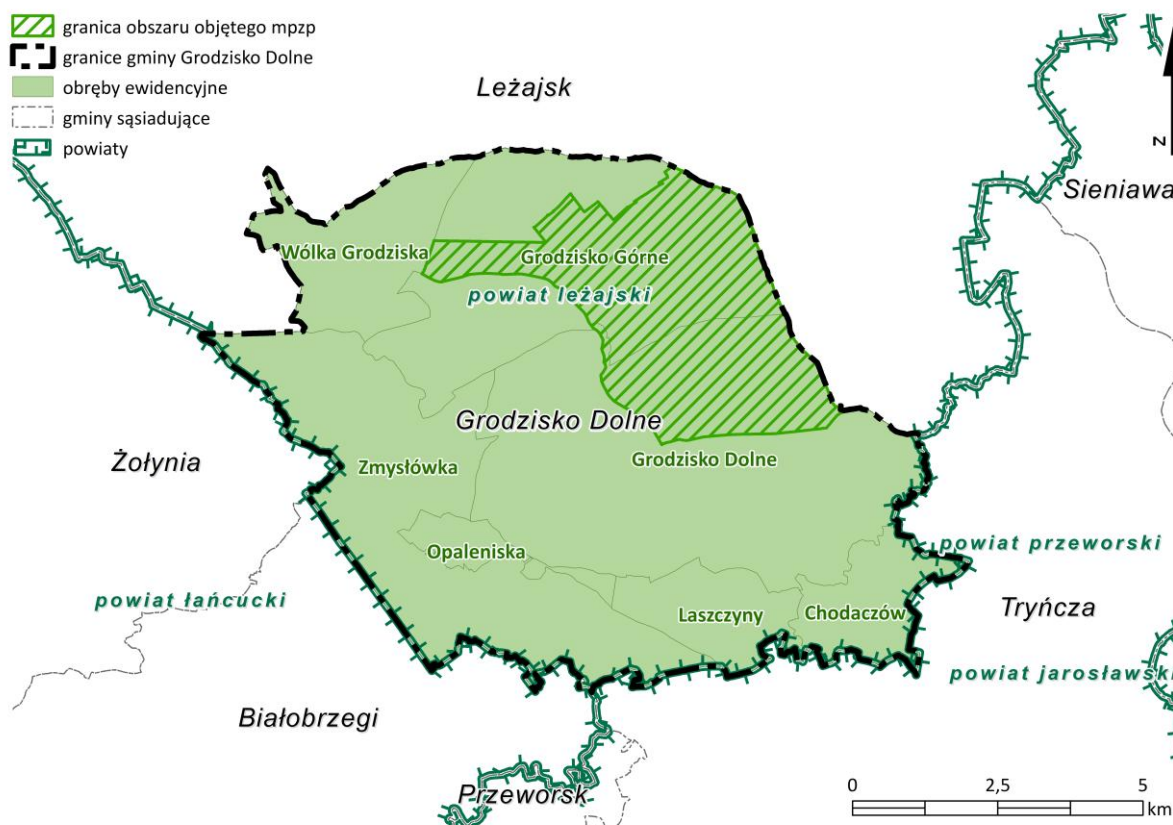 granica obszaru objętego mpzp
granice gminy Grodzisko Dolne
obręby ewidencyjne
gminy sąsiadujące
powiaty
Leżajsk
N
Sieniawa
Wólka Grodziska
Grodzisko Górne
powiat leżajski
Grodzisko Dolne
Żołynia
Zmysłówka
Grodzisko Dolne
Opaleniska
powiat przeworski
powiat łańcucki
Laszczyny
Chodaczów
Tryńcza
powiat jarosławski
Białobrzegi
Przeworsk
0 2,5 5
km